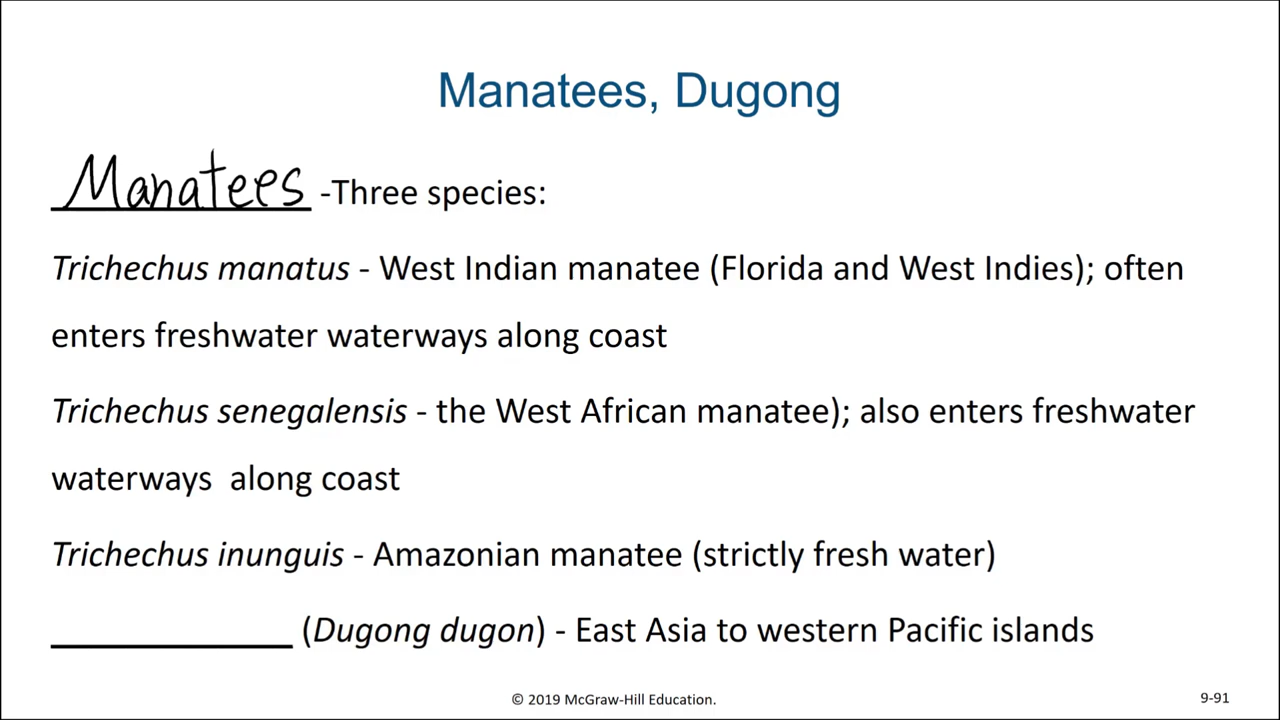 Manatees, Dugong
Manatees -Three species:
Trichechus manatus - West Indian manatee (Florida and West Indies); often
enters freshwater waterways along coast
Trichechus senegalensis - the West African manatee); also enters freshwater
waterways  along coast
Trichechus inunguis - Amazonian manatee (strictly fresh water)
____________ (Dugong dugon) - East Asia to western Pacific islands
© 2019 McGraw-Hill Education.
9-91